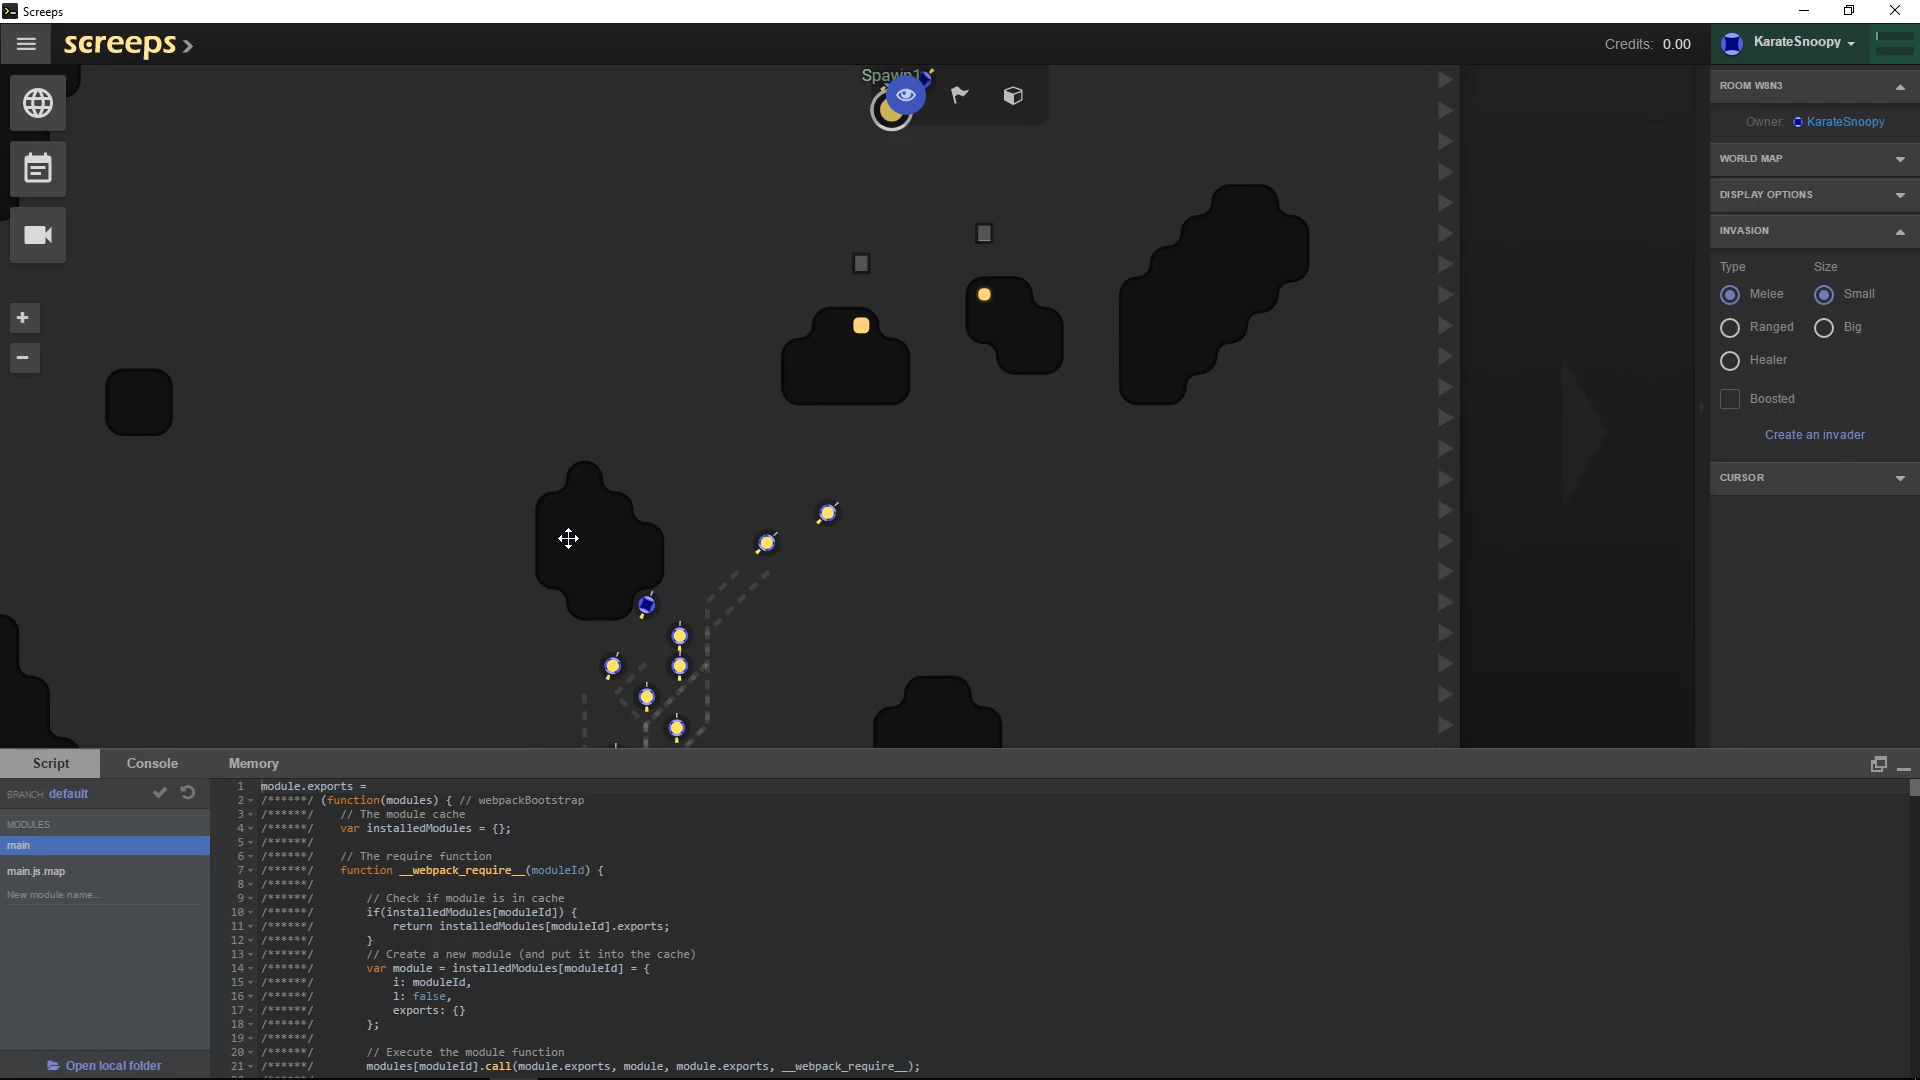 Screeps
screeps
Credits: 0.00
KarateSnoopy
Spawn1
ROOM W8N3
Owner: KarateSnoopy
WORLD MAP
DISPLAY OPTIONS
INVASION
Type Size
Melee Small
Ranged Big
Healer
Boosted
Create an invader
CURSOR
Script Console Memory
BRANCH: default
MODULES
main
main.js.map
New module name...
Open local folder
1 module.exports =
2 /******/ (function(modules) { // webpackBootstrap
3 /******/ // The module cache
4 /******/ var installedModules = {};
5 /******/
6 /******/ // The require function
7 /******/ function __webpack_require__(moduleId) {
8 /******/
9 /******/ // Check if module is in cache
10 /******/ if(installedModules[moduleId]) {
11 /******/ return installedModules[moduleId].exports;
12 /******/ }
13 /******/ // Create a new module (and put it into the cache)
14 /******/ var module = installedModules[moduleId] = {
15 /******/ i: moduleId,
16 /******/ l: false,
17 /******/ exports: {}
18 /******/ };
19 /******/
20 /******/ // Execute the module function
21 /******/ modules[moduleId].call(module.exports, module, module.exports, __webpack_require__);